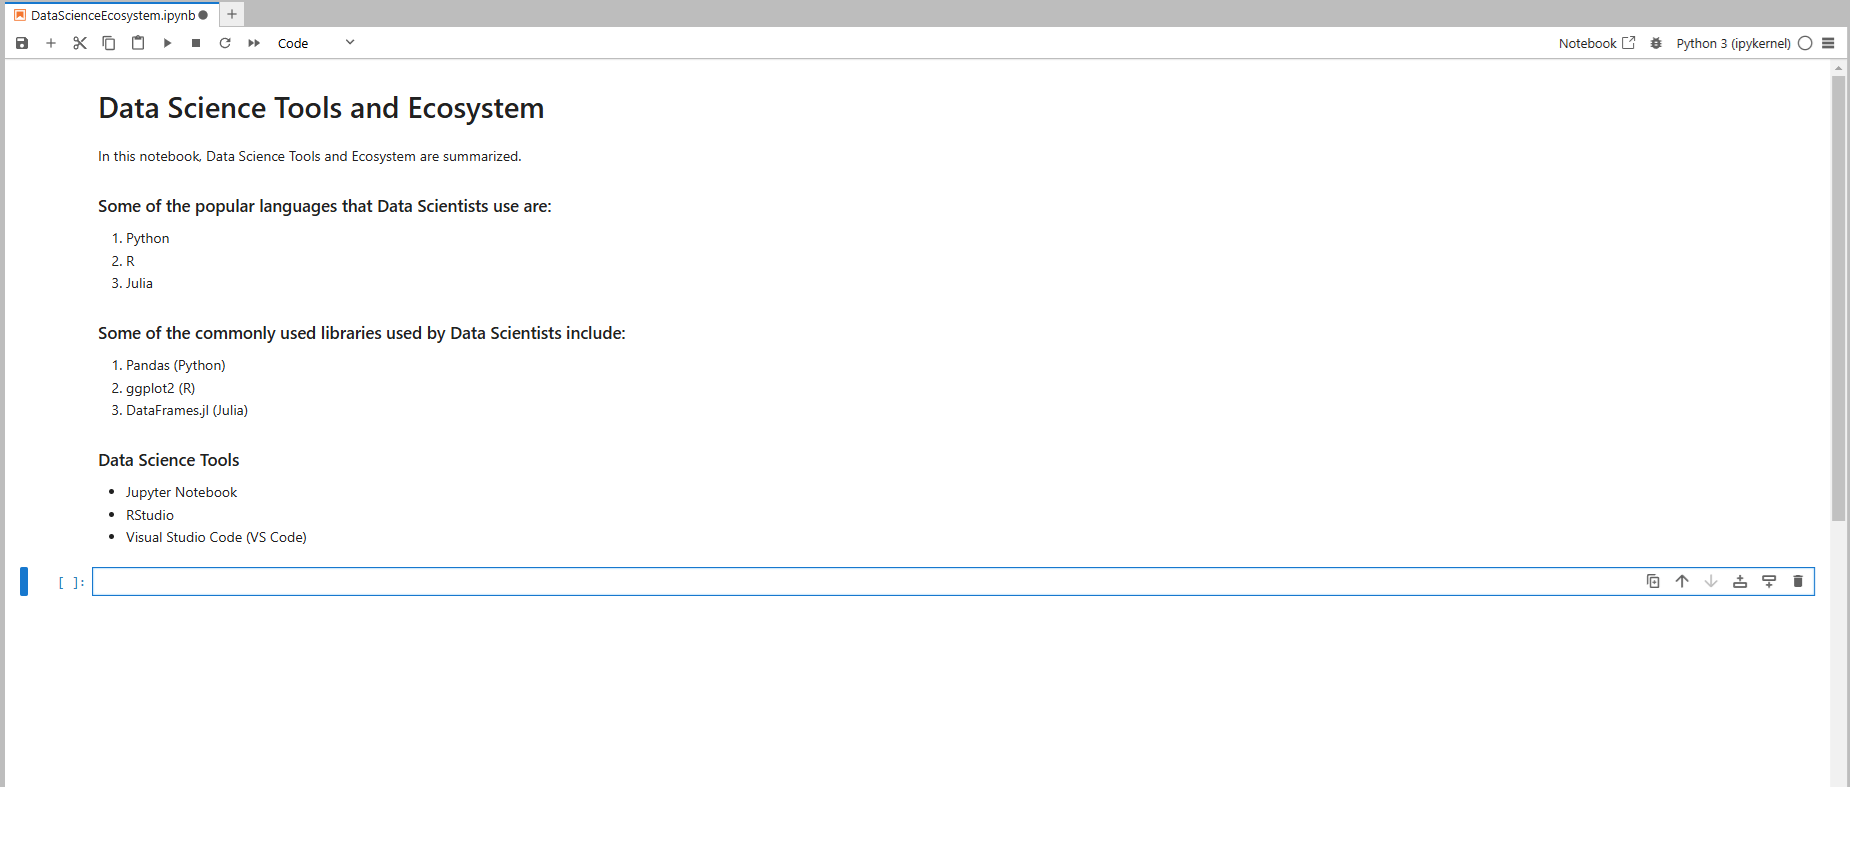 DataScienceEcosystem.ipynb
Code
Notebook
Python 3 (ipykernel)
Data Science Tools and Ecosystem
In this notebook, Data Science Tools and Ecosystem are summarized.
Some of the popular languages that Data Scientists use are:
1. Python
2. R
3. Julia
Some of the commonly used libraries used by Data Scientists include:
1. Pandas (Python)
2. ggplot2 (R)
3. DataFrames.jl (Julia)
Data Science Tools
• Jupyter Notebook
• RStudio
• Visual Studio Code (VS Code)
[ ]: